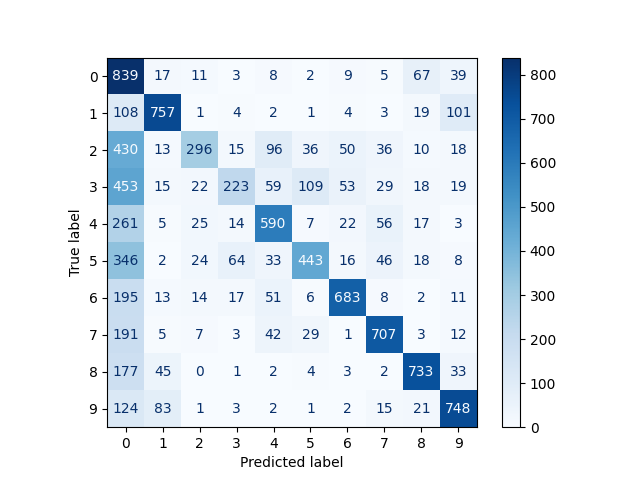 0 839 17 11 3 8 2 9 5 67 39
1 108 757 1 4 2 1 4 3 19 101
2 430 13 296 15 96 36 50 36 10 18
3 453 15 22 223 59 109 53 29 18 19
4 261 5 25 14 590 7 22 56 17 3
5 346 2 24 64 33 443 16 46 18 8
6 195 13 14 17 51 6 683 8 2 11
7 191 5 7 3 42 29 1 707 3 12
8 177 45 0 1 2 4 3 2 733 33
9 124 83 1 3 2 1 2 15 21 748
0 1 2 3 4 5 6 7 8 9
Predicted label
True label
800
700
600
500
400
300
200
100
0